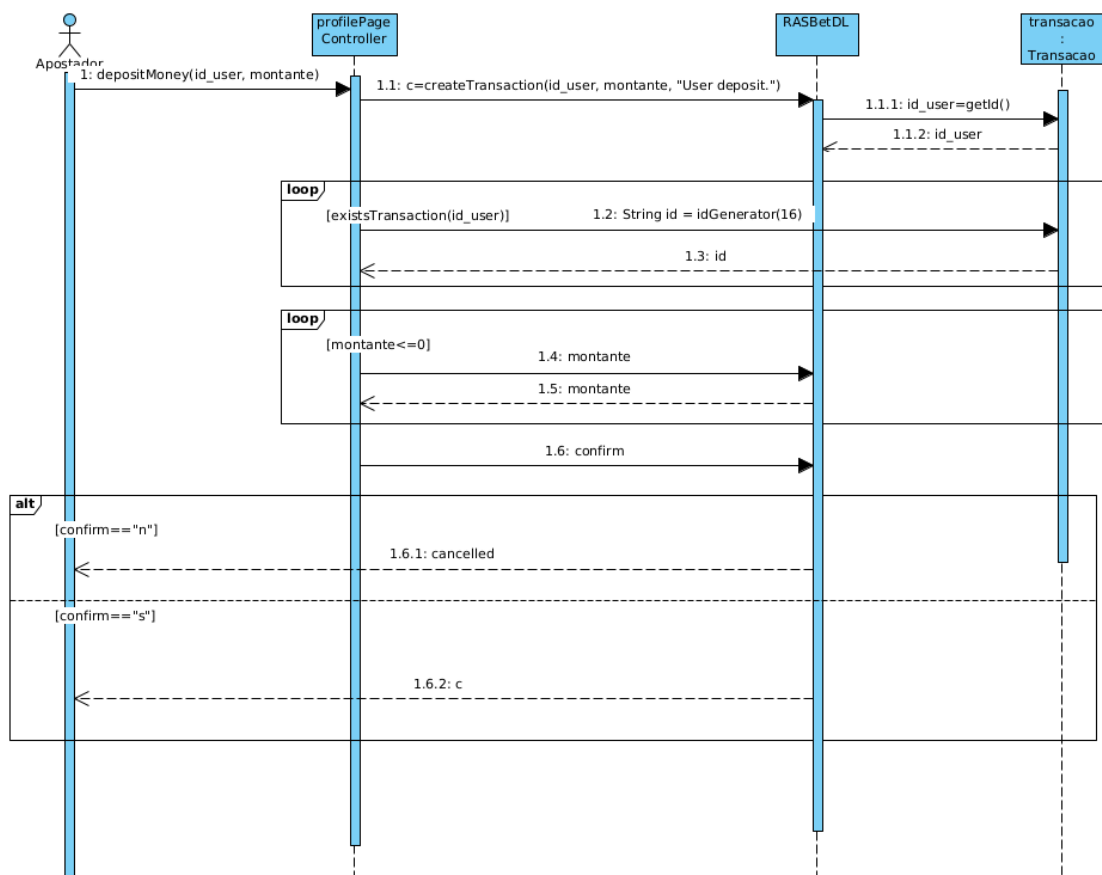 profilePage
Controller
RASBetDL
transacao
:
Transacao
Apostador
1: depositMoney(id_user, montante)
1.1: c=createTransaction(id_user, montante, "User deposit.")
1.1.1: id_user=getId()
1.1.2: id_user
loop
[existsTransaction(id_user)]
1.2: String id = idGenerator(16)
1.3: id
loop
[montante<=0]
1.4: montante
1.5: montante
1.6: confirm
alt
[confirm=="n"]
1.6.1: cancelled
[confirm=="s"]
1.6.2: c